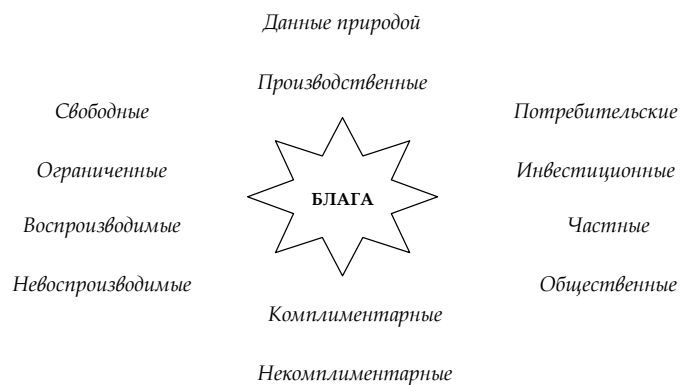 Данные природой
Производственные
Свободные
Потребительские
Ограниченные
Инвестиционные
БЛАГА
Воспроизводимые
Частные
Невоспроизводимые
Общественные
Комплиментарные
Некомплиментарные